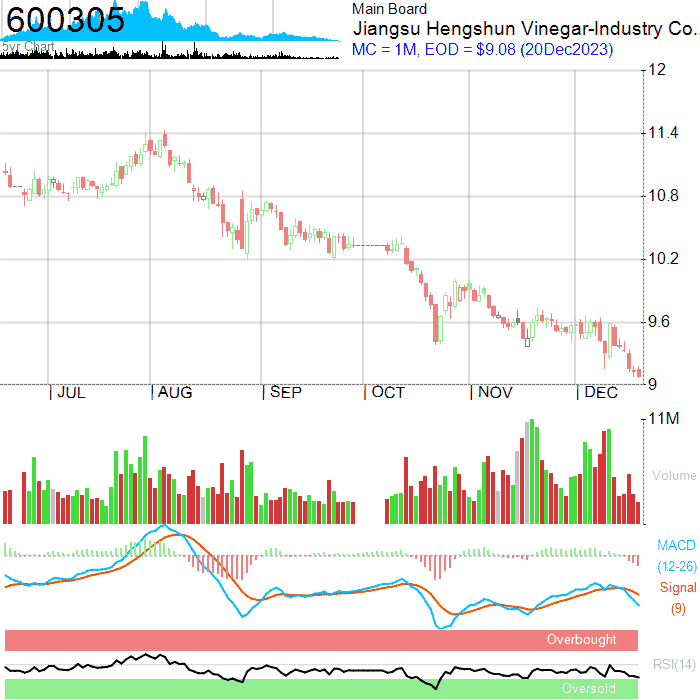 600305
5yr Chart
Main Board
Jiangsu Hengshun Vinegar-Industry Co.,
MC = 1M, EOD = $9.08 (20Dec2023)
12
11.4
10.8
10.2
9.6
9
JUL AUG SEP OCT NOV DEC
11M
Volume
MACD
(12-26)
Signal
(9)
Overbought
RSI(14)
Oversold